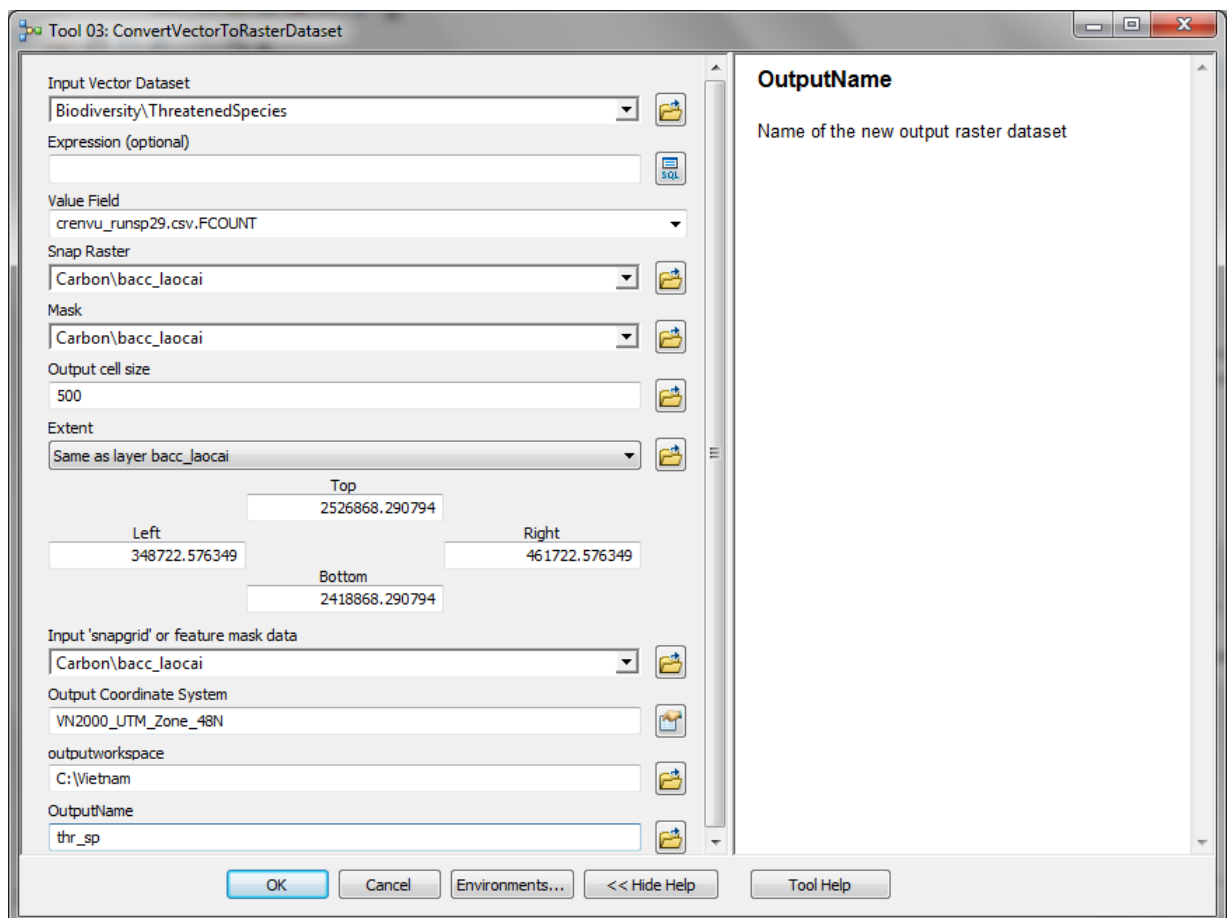 Tool 03: ConvertVectorToRasterDataset
Input Vector Dataset
Biodiversity\ThreatenedSpecies
Expression (optional)
SQL
Value Field
crenvu_runsp29.csv.FCOUNT
Snap Raster
Carbon\bacc_laocai
Mask
Carbon\bacc_laocai
Output cell size
500
Extent
Same as layer bacc_laocai
Top
2526868.290794
Left
Right
348722.576349
461722.576349
Bottom
2418868.290794
Input 'snapgrid' or feature mask data
Carbon\bacc_laocai
Output Coordinate System
VN2000_UTM_Zone_48N
outputworkspace
C:\Vietnam
OutputName
thr_sp
OutputName
Name of the new output raster dataset
OK
Cancel
Environments...
<< Hide Help
Tool Help